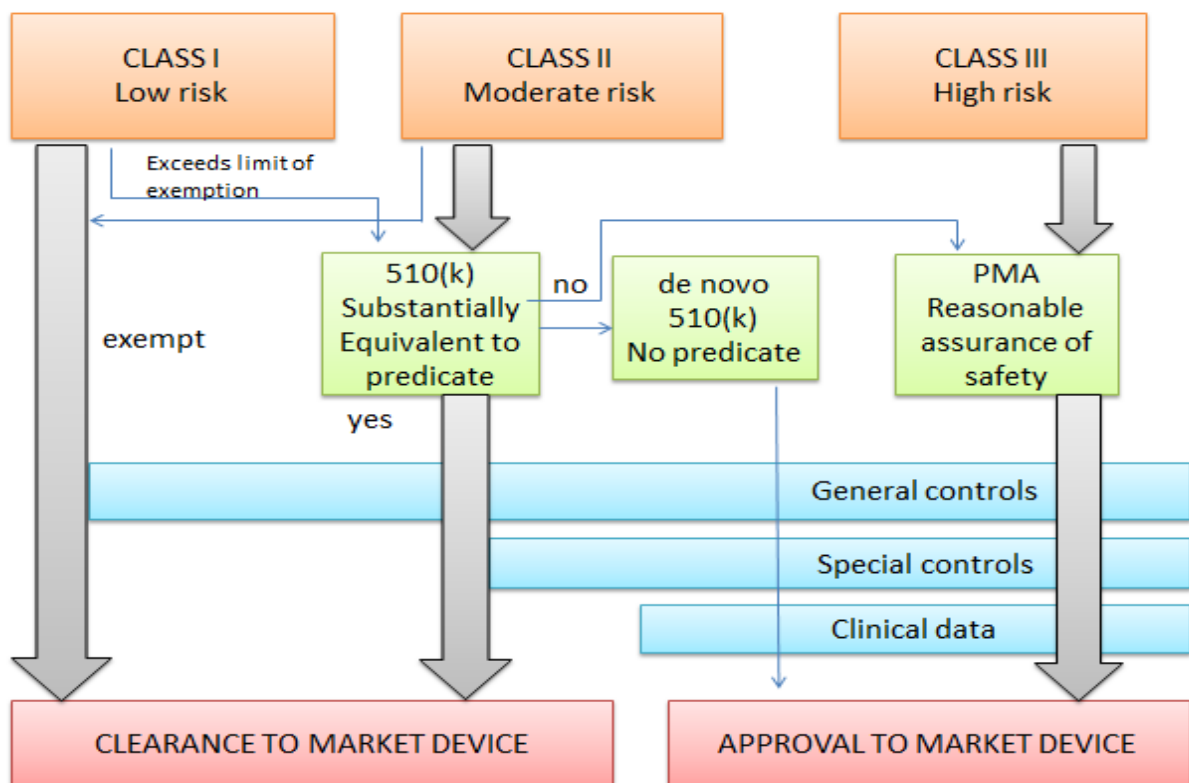 CLASS I
Low risk
CLASS II
Moderate risk
CLASS III
High risk
Exceeds limit of
exemption
510(k)
Substantially
Equivalent to
predicate
no
de novo
510(k)
No predicate
PMA
Reasonable
assurance of
safety
exempt
yes
General controls
Special controls
Clinical data
CLEARANCE TO MARKET DEVICE
APPROVAL TO MARKET DEVICE